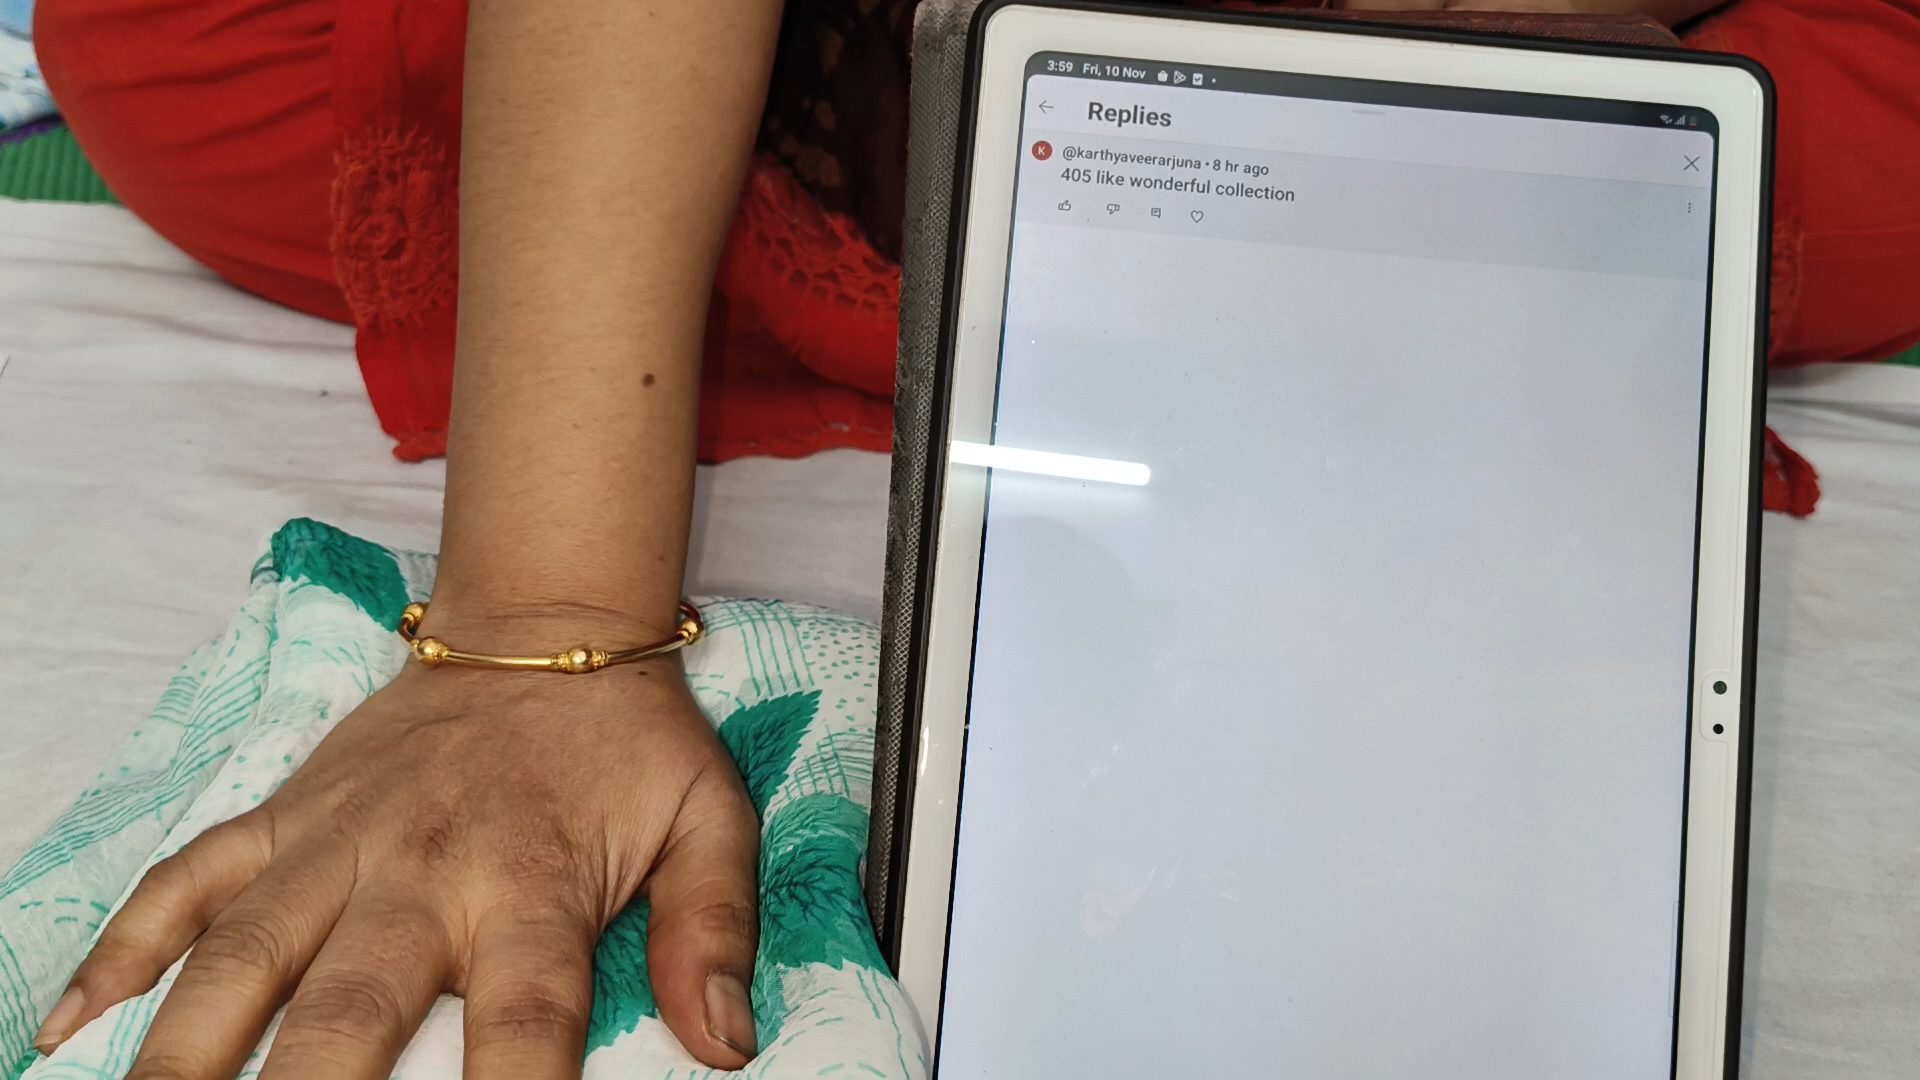 3:59 Fri, 10 Nov
Replies
K
@karthyaveerarjuna • 8 hr ago
405 like wonderful collection